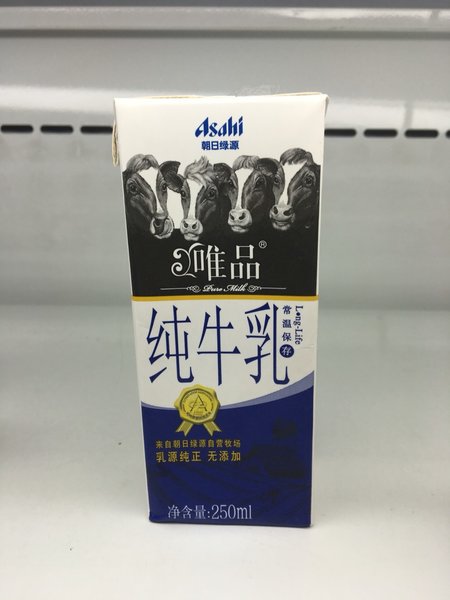 Asahi
朝日绿源
唯品®
Pure Milk
纯牛乳
常温保存
Long-Life
来自朝日绿源自营牧场
乳源纯正 无添加
净含量:250ml